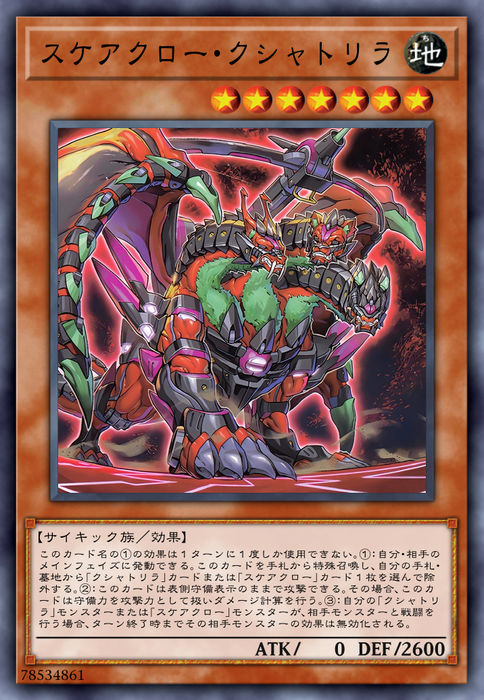 スケアクロー・クシャトリラ
地
【サイキック族／効果】
このカード名の①の効果は１ターンに１度しか使用できない。①：自分・相手の
メインフェイズに発動できる。このカードを手札から特殊召喚し、自分の手札・
墓地から「クシャトリラ」カードまたは「スケアクロー」カード１枚を選んで除
外する。②：このカードは表側守備表示のままで攻撃できる。その場合、このカー
ドは守備力を攻撃力として扱いダメージ計算を行う。③：自分の「クシャトリ
ラ」モンスターまたは「スケアクロー」モンスターが、相手モンスターと戦闘を
行う場合、ターン終了時までその相手モンスターの効果は無効化される。
ATK/ 0 DEF/2600
78534861